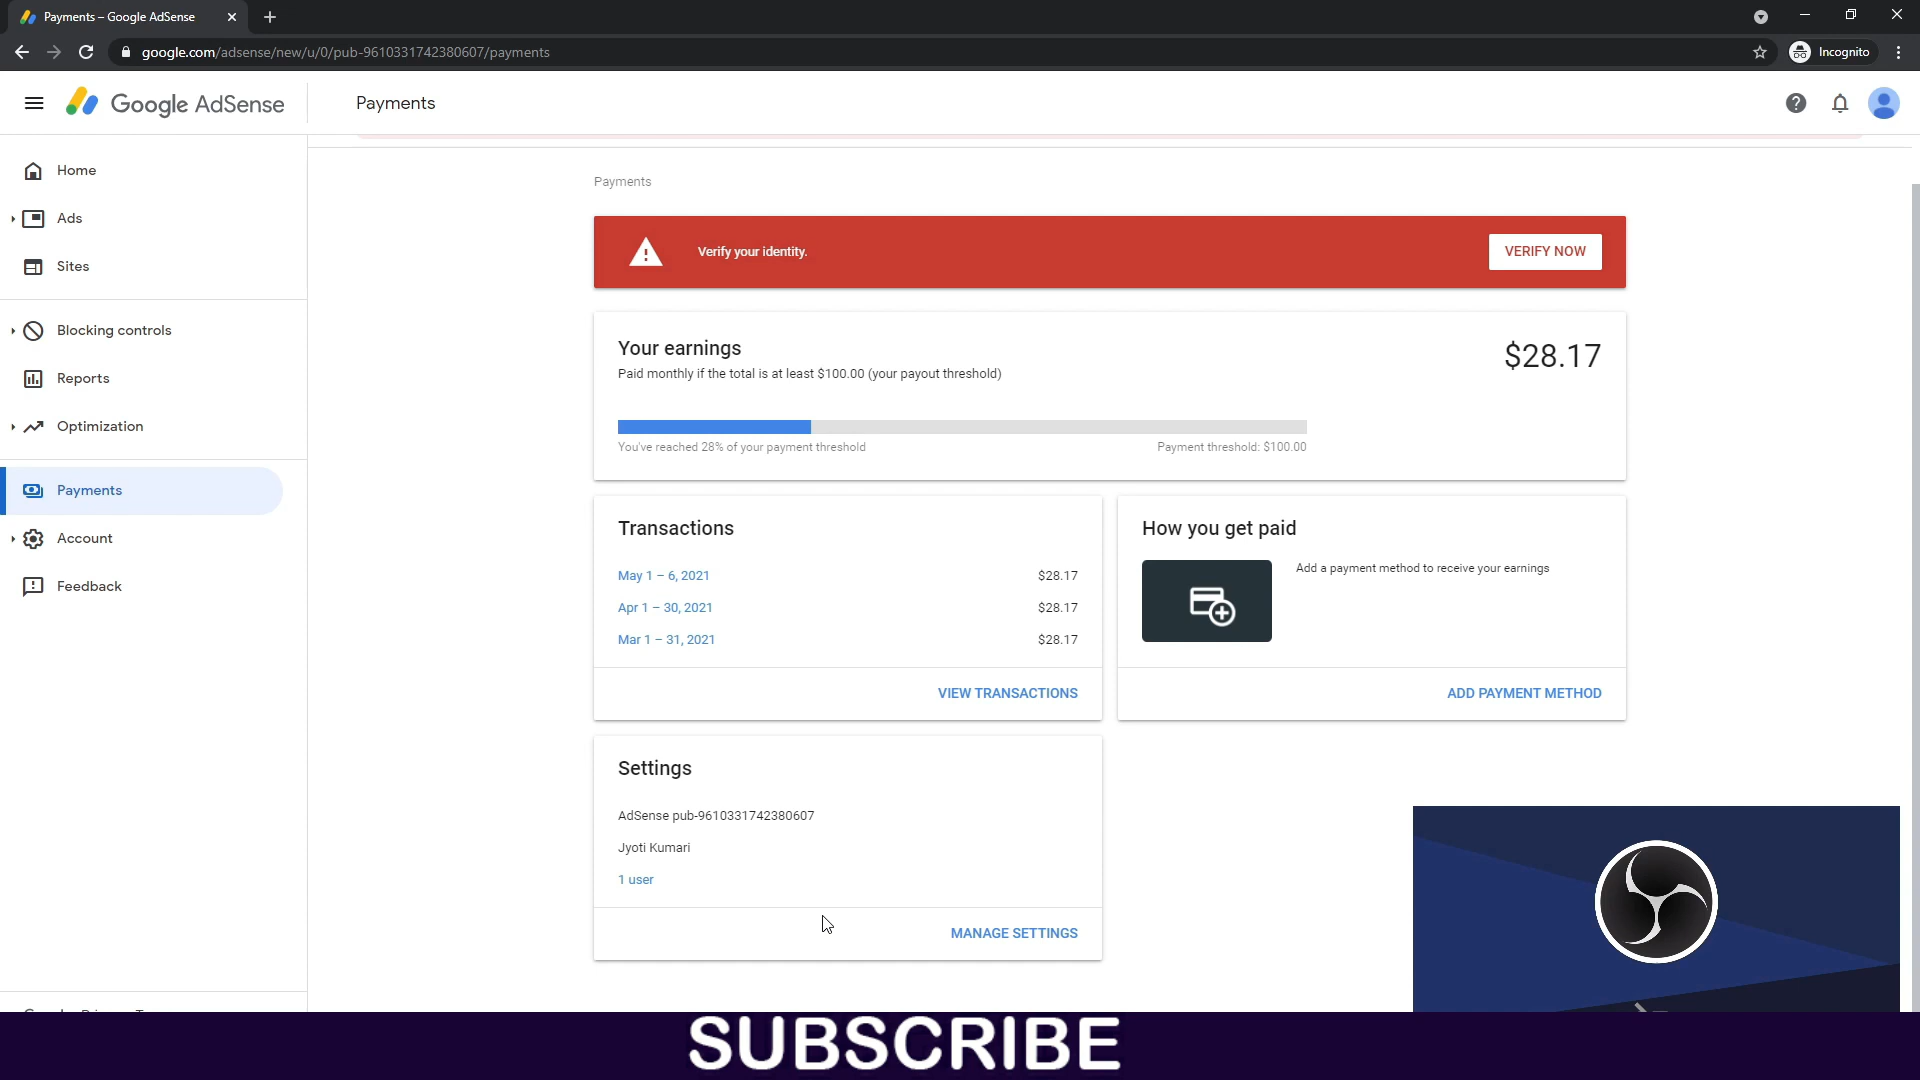 Payments – Google AdSense
google.com/adsense/new/u/0/pub-9610331742380607/payments
Incognito
Google AdSense
Payments
Home
Ads
Sites
Blocking controls
Reports
Optimization
Payments
Account
Feedback
Payments
Verify your identity.
VERIFY NOW
Your earnings
$28.17
Paid monthly if the total is at least $100.00 (your payout threshold)
You've reached 28% of your payment threshold
Payment threshold: $100.00
Transactions
May 1 – 6, 2021 $28.17
Apr 1 – 30, 2021 $28.17
Mar 1 – 31, 2021 $28.17
VIEW TRANSACTIONS
How you get paid
Add a payment method to receive your earnings
ADD PAYMENT METHOD
Settings
AdSense pub-9610331742380607
Jyoti Kumari
1 user
MANAGE SETTINGS
SUBSCRIBE